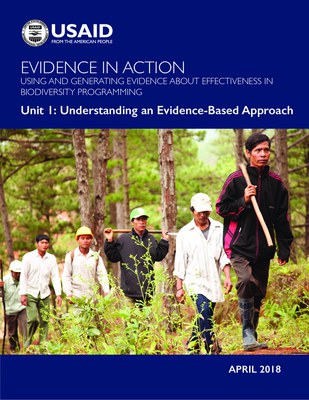 USAID
FROM THE AMERICAN PEOPLE
EVIDENCE IN ACTION
USING AND GENERATING EVIDENCE ABOUT EFFECTIVENESS IN
BIODIVERSITY PROGRAMMING
Unit 1: Understanding an Evidence-Based Approach
APRIL 2018